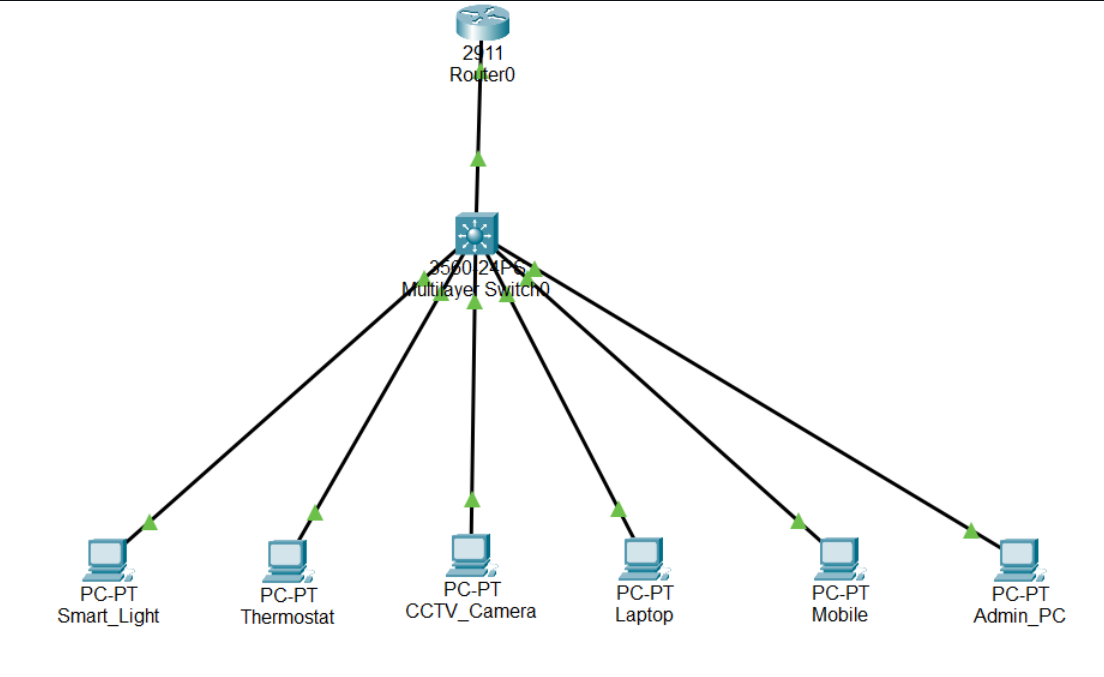 2911
Router0
3560-24PS
Multilayer Switch0
PC-PT
Smart_Light
PC-PT
Thermostat
PC-PT
CCTV_Camera
PC-PT
Laptop
PC-PT
Mobile
PC-PT
Admin_PC